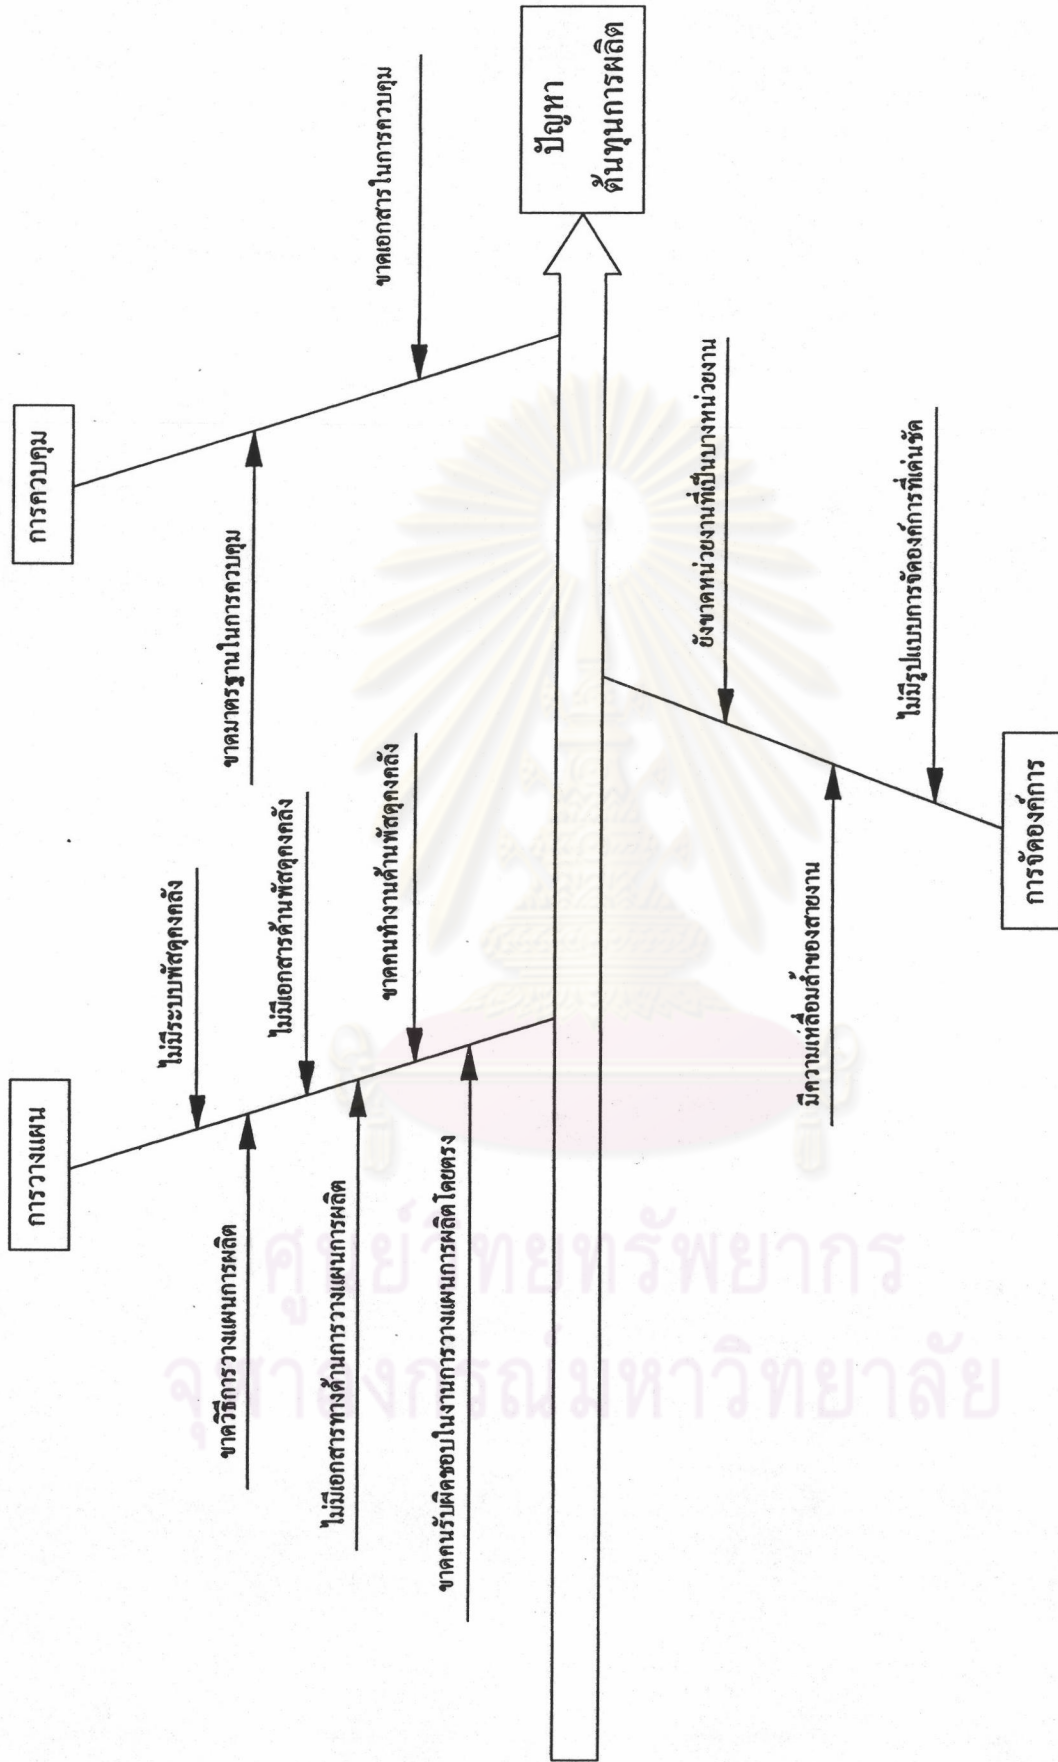 การวางแผน
การควบคุม
ไม่มีระบบพัสดุคงคลัง
ขาดวิธีการวางแผนการผลิต
ไม่มีเอกสารด้านพัสดุคงคลัง
ไม่มีเอกสารทางด้านการวางแผนการผลิต
ขาดคนทำงานด้านพัสดุคงคลัง
ขาดคนรับผิดชอบในงานการวางแผนการผลิตโดยตรง
ขาดมาตรฐานในการควบคุม
ขาดเอกสารในการควบคุม
ปัญหา
ต้นทุนการผลิต
ยังขาดหน่วยงานที่เป็นบางหน่วยงาน
มีความเหลื่อมล้ำของสายงาน
ไม่มีรูปแบบการจัดองค์การที่เด่นชัด
การจัดองค์การ
ศูนย์วิทยทรัพยากร
จุฬาลงกรณ์มหาวิทยาลัย